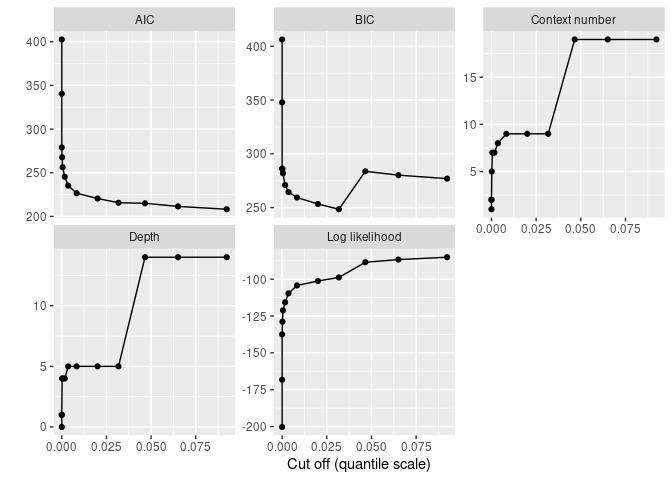 AIC
BIC
Context number
400
350
300
250
200
400
350
300
250
15
10
5
0.000 0.025 0.050 0.075
Depth
Log likelihood
10
5
0
-100
-125
-150
-175
-200
0.000 0.025 0.050 0.075
0.000 0.025 0.050 0.075
Cut off (quantile scale)